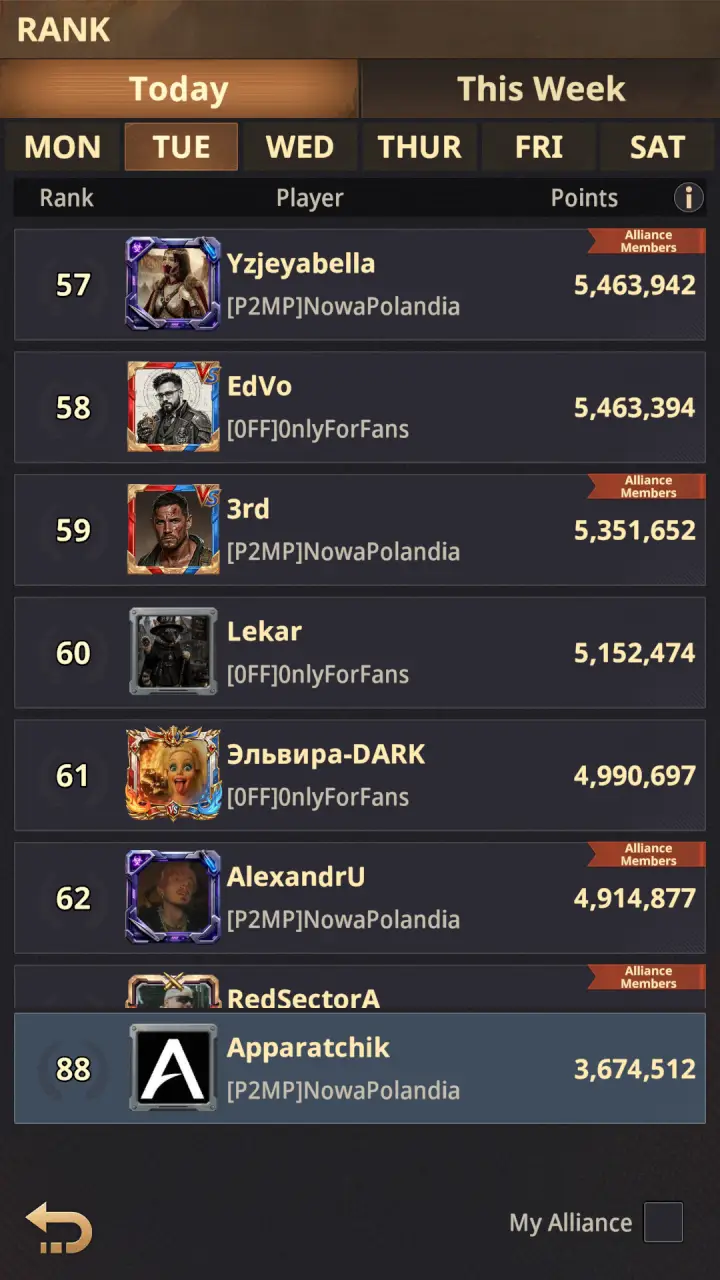 RANK
Today This Week
MON TUE WED THUR FRI SAT
Rank Player Points
Alliance Members
57 Yzjeyabella 5,463,942
[P2MP]NowaPolandia
58 EdVo 5,463,394
[0FF]0nlyForFans
Alliance Members
59 3rd 5,351,652
[P2MP]NowaPolandia
60 Lekar 5,152,474
[0FF]0nlyForFans
61 Эльвира-DARK 4,990,697
[0FF]0nlyForFans
Alliance Members
62 AlexandrU 4,914,877
[P2MP]NowaPolandia
Alliance Members
RedSectorA
88 Apparatchik 3,674,512
[P2MP]NowaPolandia
My Alliance